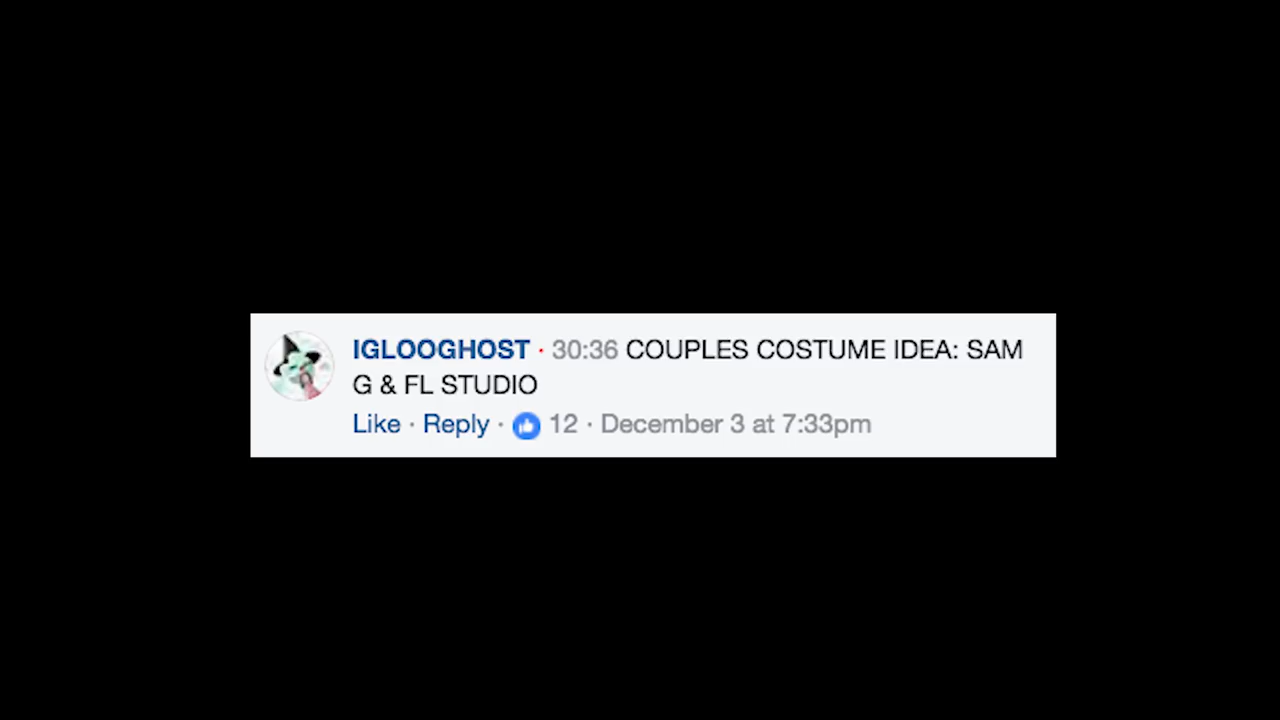 IGLOOGHOST · 30:36 COUPLES COSTUME IDEA: SAM
G & FL STUDIO
Like · Reply · 12 · December 3 at 7:33pm